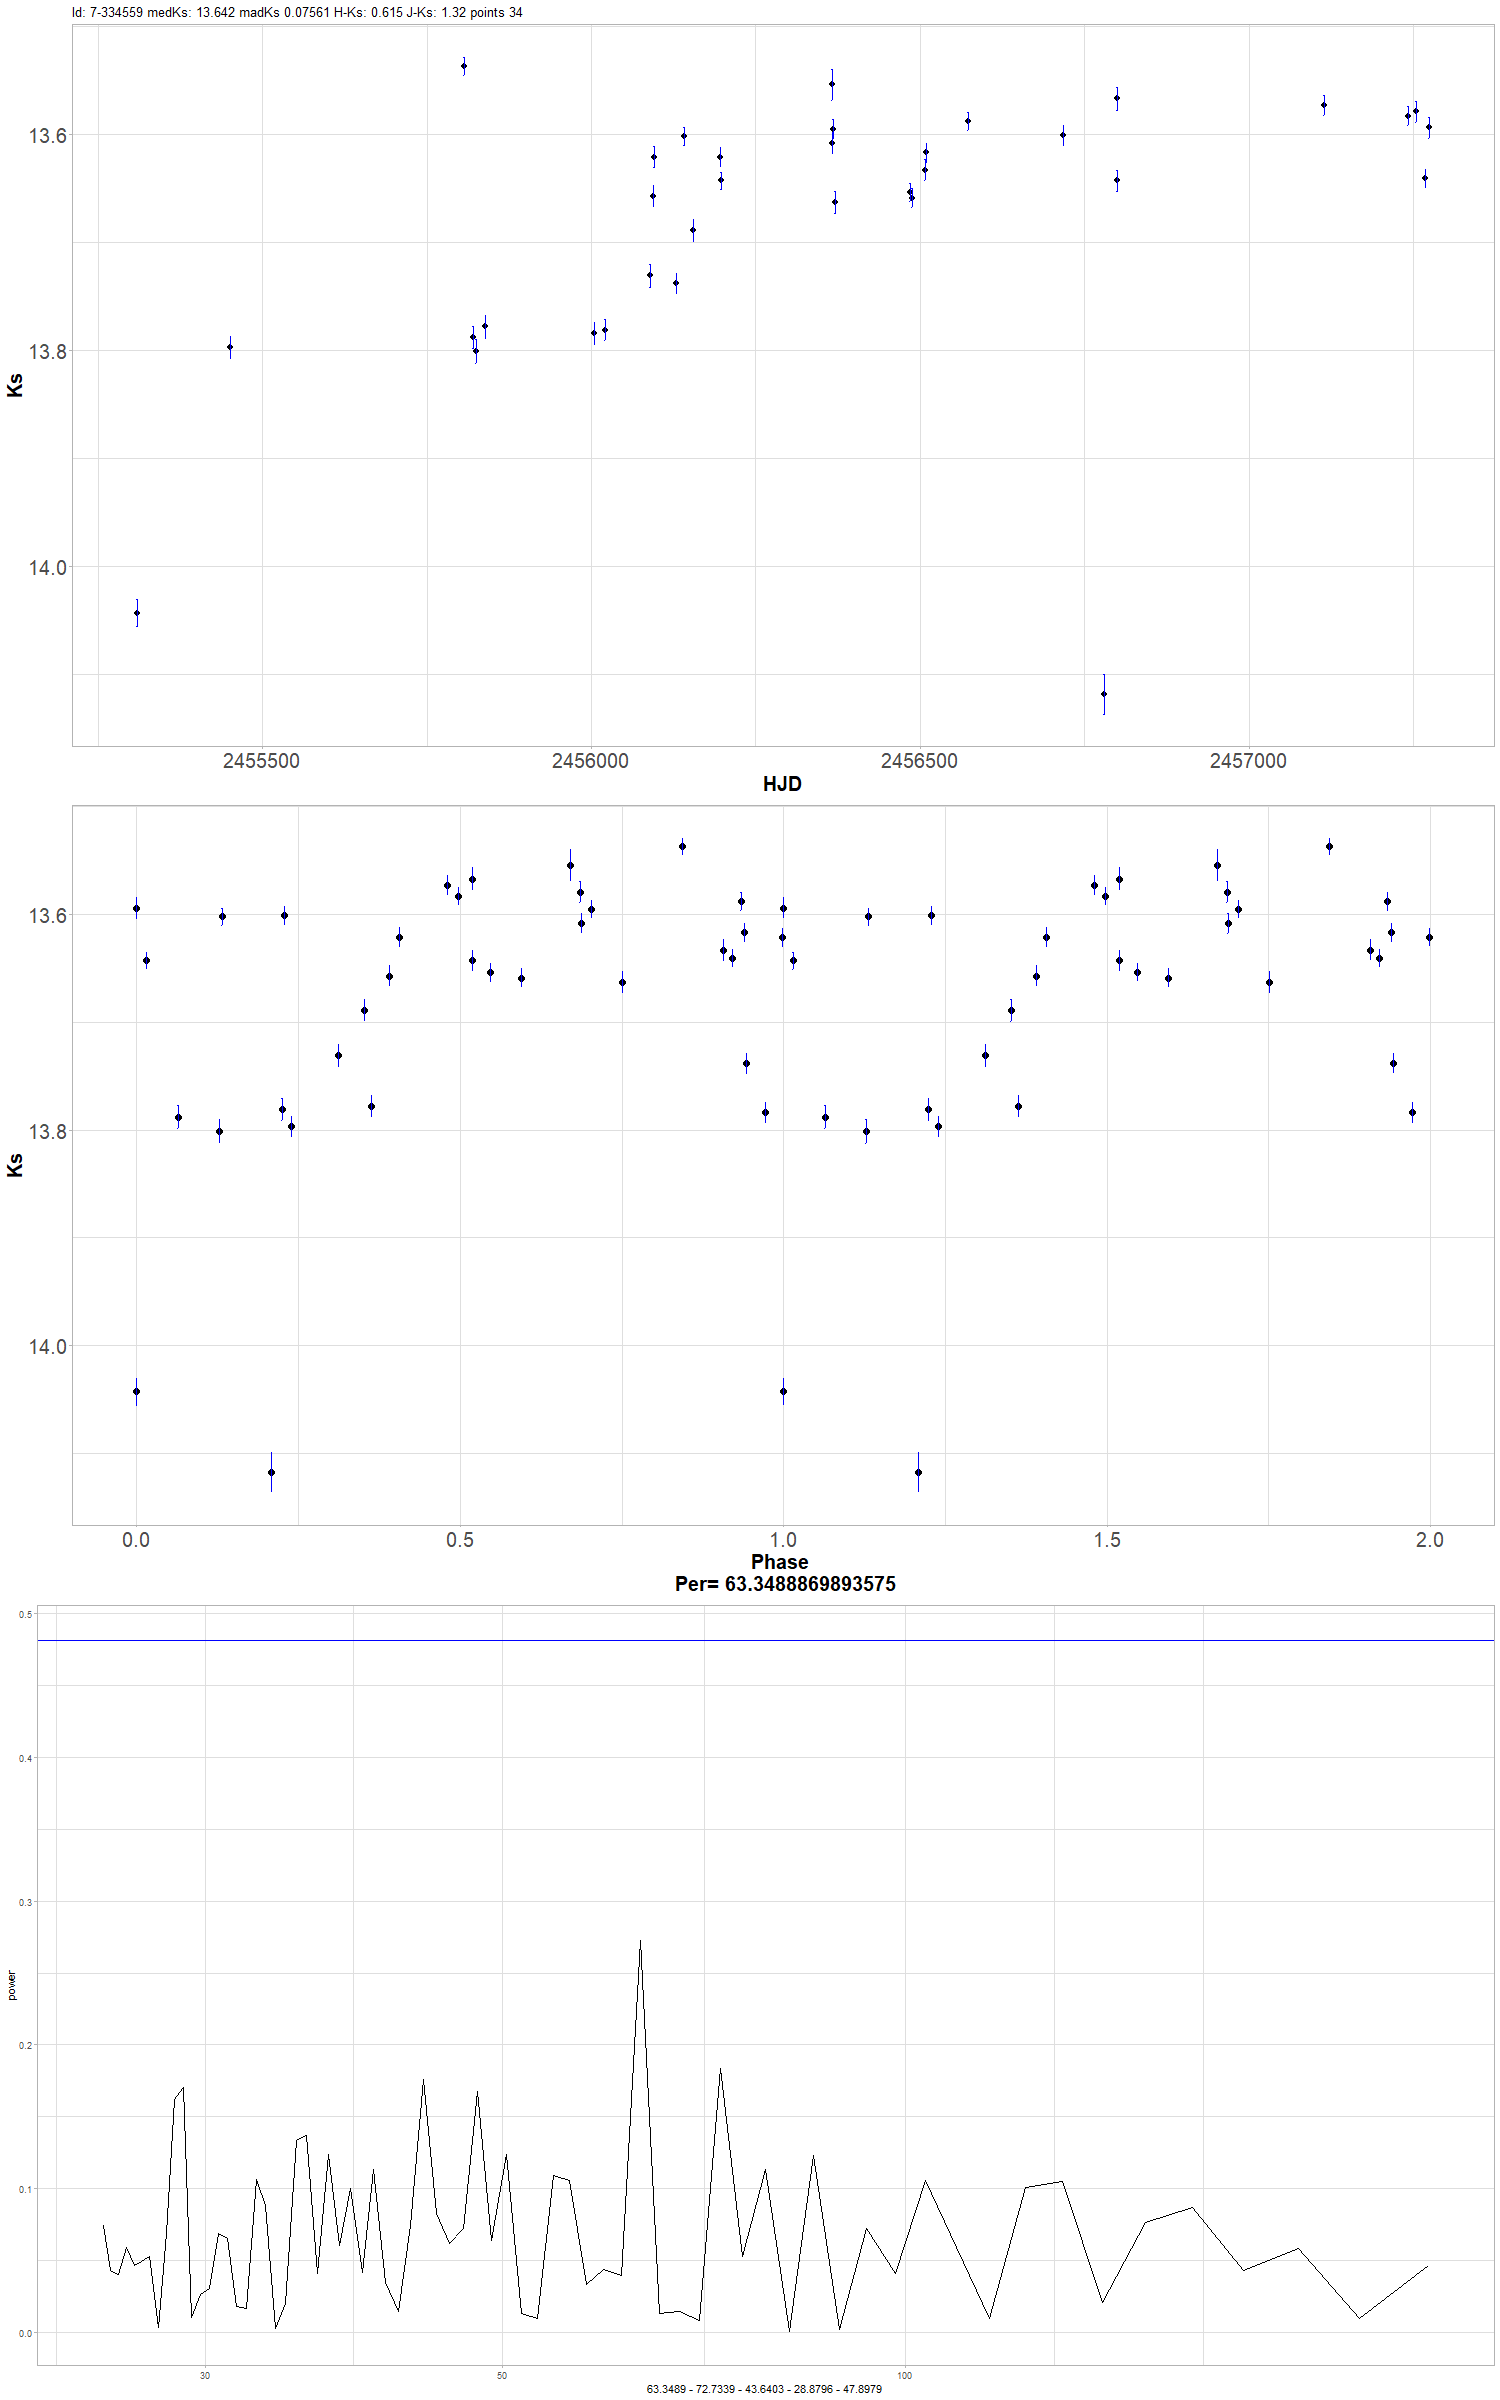 Id: 7-334559 medKs: 13.642 madKs 0.07561 H-Ks: 0.615 J-Ks: 1.32 points 34
13.6
13.8
14.0
Ks
2455500 2456000 2456500 2457000
HJD
13.6
13.8
14.0
Ks
0.0 0.5 1.0 1.5 2.0
Phase
Per= 63.3488869893575
0.5
0.4
0.3
0.2
0.1
0.0
power
30 50 100
63.3489 - 72.7339 - 43.6403 - 28.8796 - 47.8979